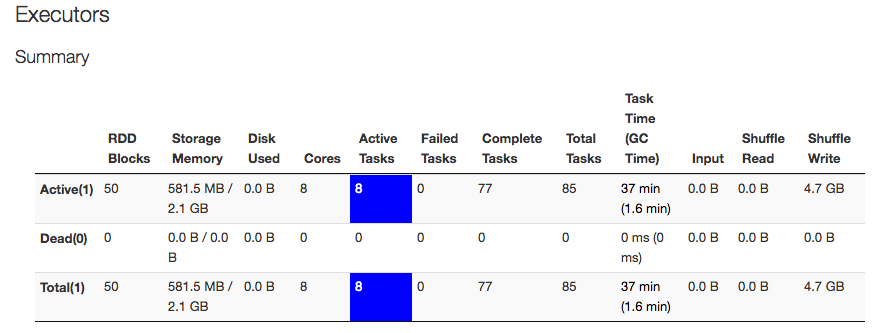 Executors
Summary
Task
Time
RDD Storage Disk Active Failed Complete Total (GC Shuffle Shuffle
Blocks Memory Used Cores Tasks Tasks Tasks Tasks Time) Input Read Write
Active(1) 50 581.5 MB / 0.0 B 8 8 0 77 85 37 min 0.0 B 0.0 B 4.7 GB
2.1 GB (1.6 min)
Dead(0) 0 0.0 B / 0.0 0.0 B 0 0 0 0 0 0 ms (0 0.0 B 0.0 B 0.0 B
B ms)
Total(1) 50 581.5 MB / 0.0 B 8 8 0 77 85 37 min 0.0 B 0.0 B 4.7 GB
2.1 GB (1.6 min)